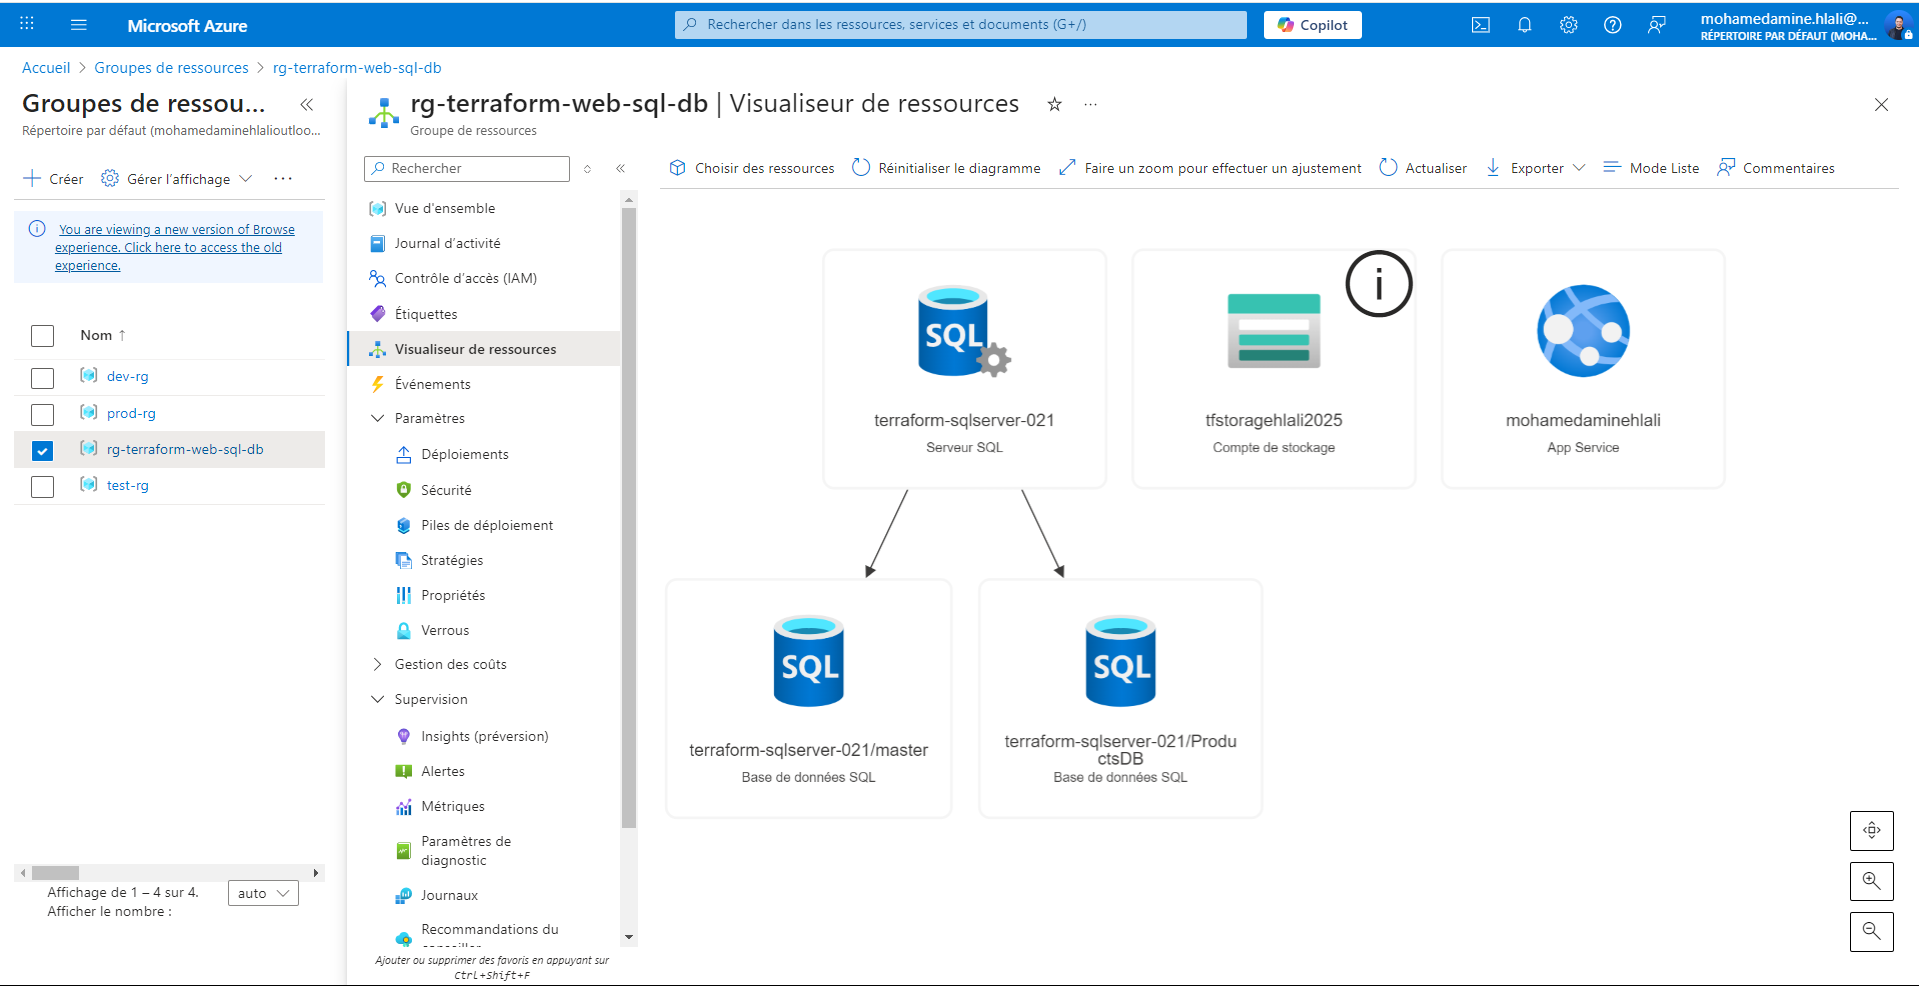 Microsoft Azure
Rechercher dans les ressources, services et documents (G+/)
Copilot
mohamedamine.hlali@...
RÉPERTOIRE PAR DÉFAUT (MOHA...
Accueil > Groupes de ressources > rg-terraform-web-sql-db
Groupes de ressou...
Répertoire par défaut (mohamedaminehlalioutloo...
Créer
Gérer l'affichage
You are viewing a new version of Browse
experience. Click here to access the old
experience.
Nom ↑
dev-rg
prod-rg
rg-terraform-web-sql-db
test-rg
Affichage de 1 – 4 sur 4.
Afficher le nombre :
auto
rg-terraform-web-sql-db | Visualiseur de ressources
Groupe de ressources
Rechercher
Vue d'ensemble
Journal d'activité
Contrôle d'accès (IAM)
Étiquettes
Visualiseur de ressources
Événements
Paramètres
Déploiements
Sécurité
Piles de déploiement
Stratégies
Propriétés
Verrous
Gestion des coûts
Supervision
Insights (préversion)
Alertes
Métriques
Paramètres de
diagnostic
Journaux
Recommandations du
Ajouter ou supprimer des favoris en appuyant sur
Ctrl+Shift+F
Choisir des ressources
Réinitialiser le diagramme
Faire un zoom pour effectuer un ajustement
Actualiser
Exporter
Mode Liste
Commentaires
SQL
terraform-sqlserver-021
Serveur SQL
i
tfstoragehlali2025
Compte de stockage
mohamedaminehlali
App Service
SQL
terraform-sqlserver-021/master
Base de données SQL
SQL
terraform-sqlserver-021/Produ
ctsDB
Base de données SQL